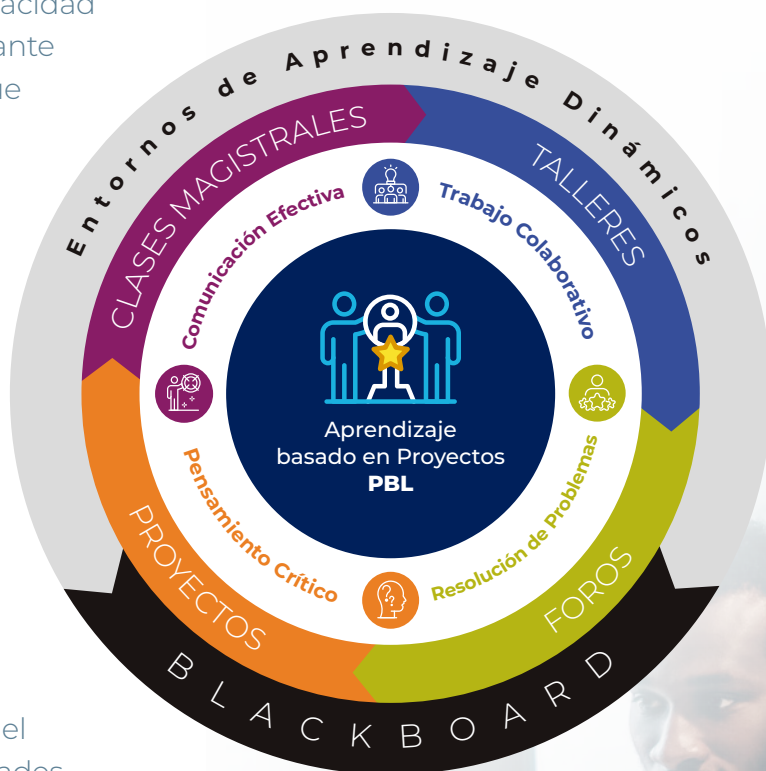 Entornos de Aprendizaje Dinámicos
CLASES MAGISTRALES
TALLERES
Comunicación Efectiva
Trabajo Colaborativo
Aprendizaje
basado en Proyectos
PBL
Pensamiento Crítico
Resolución de Problemas
PROYECTOS
FOROS
BLACKBOARD
el